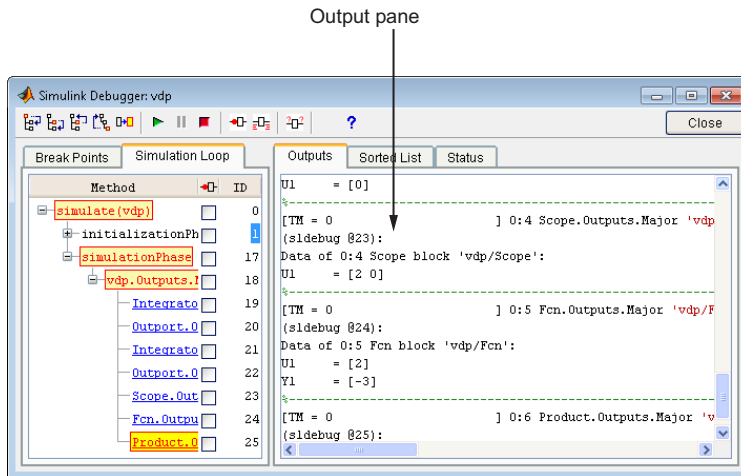 Output pane
Simulink Debugger: vdp
? Close
Break Points Simulation Loop
Outputs Sorted List Status
Method ID
simulate(vdp) 0
initializationPh 1
simulationPhase 17
vdp.Outputs.M 18
Integrato 19
Outport.O 20
Integrato 21
Outport.O 22
Scope.Out 23
Fcn.Outpu 24
Product.O 25
U1 = [0]
%----------------------------------------------------------------
[TM = 0 ] 0:4 Scope.Outputs.Major 'vdp
(sldebug @23):
Data of 0:4 Scope block 'vdp/Scope':
U1 = [2 0]
%----------------------------------------------------------------
[TM = 0 ] 0:5 Fcn.Outputs.Major 'vdp/F
(sldebug @24):
Data of 0:5 Fcn block 'vdp/Fcn':
U1 = [2]
Y1 = [-3]
%----------------------------------------------------------------
[TM = 0 ] 0:6 Product.Outputs.Major 'v
(sldebug @25):